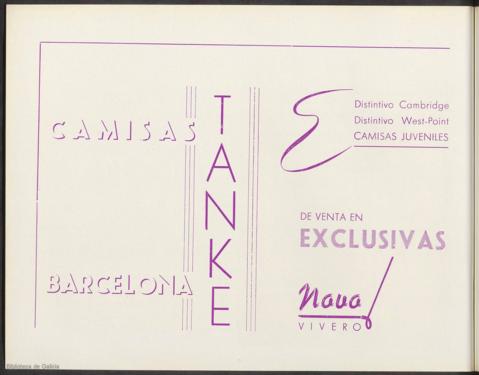 CAMISAS
BARCELONA
TANKE
Distintivo Cambridge
Distintivo West-Point
CAMISAS JUVENILES
DE VENTA EN
EXCLUSIVAS
Nova
VIVERO
Biblioteca de Galicia